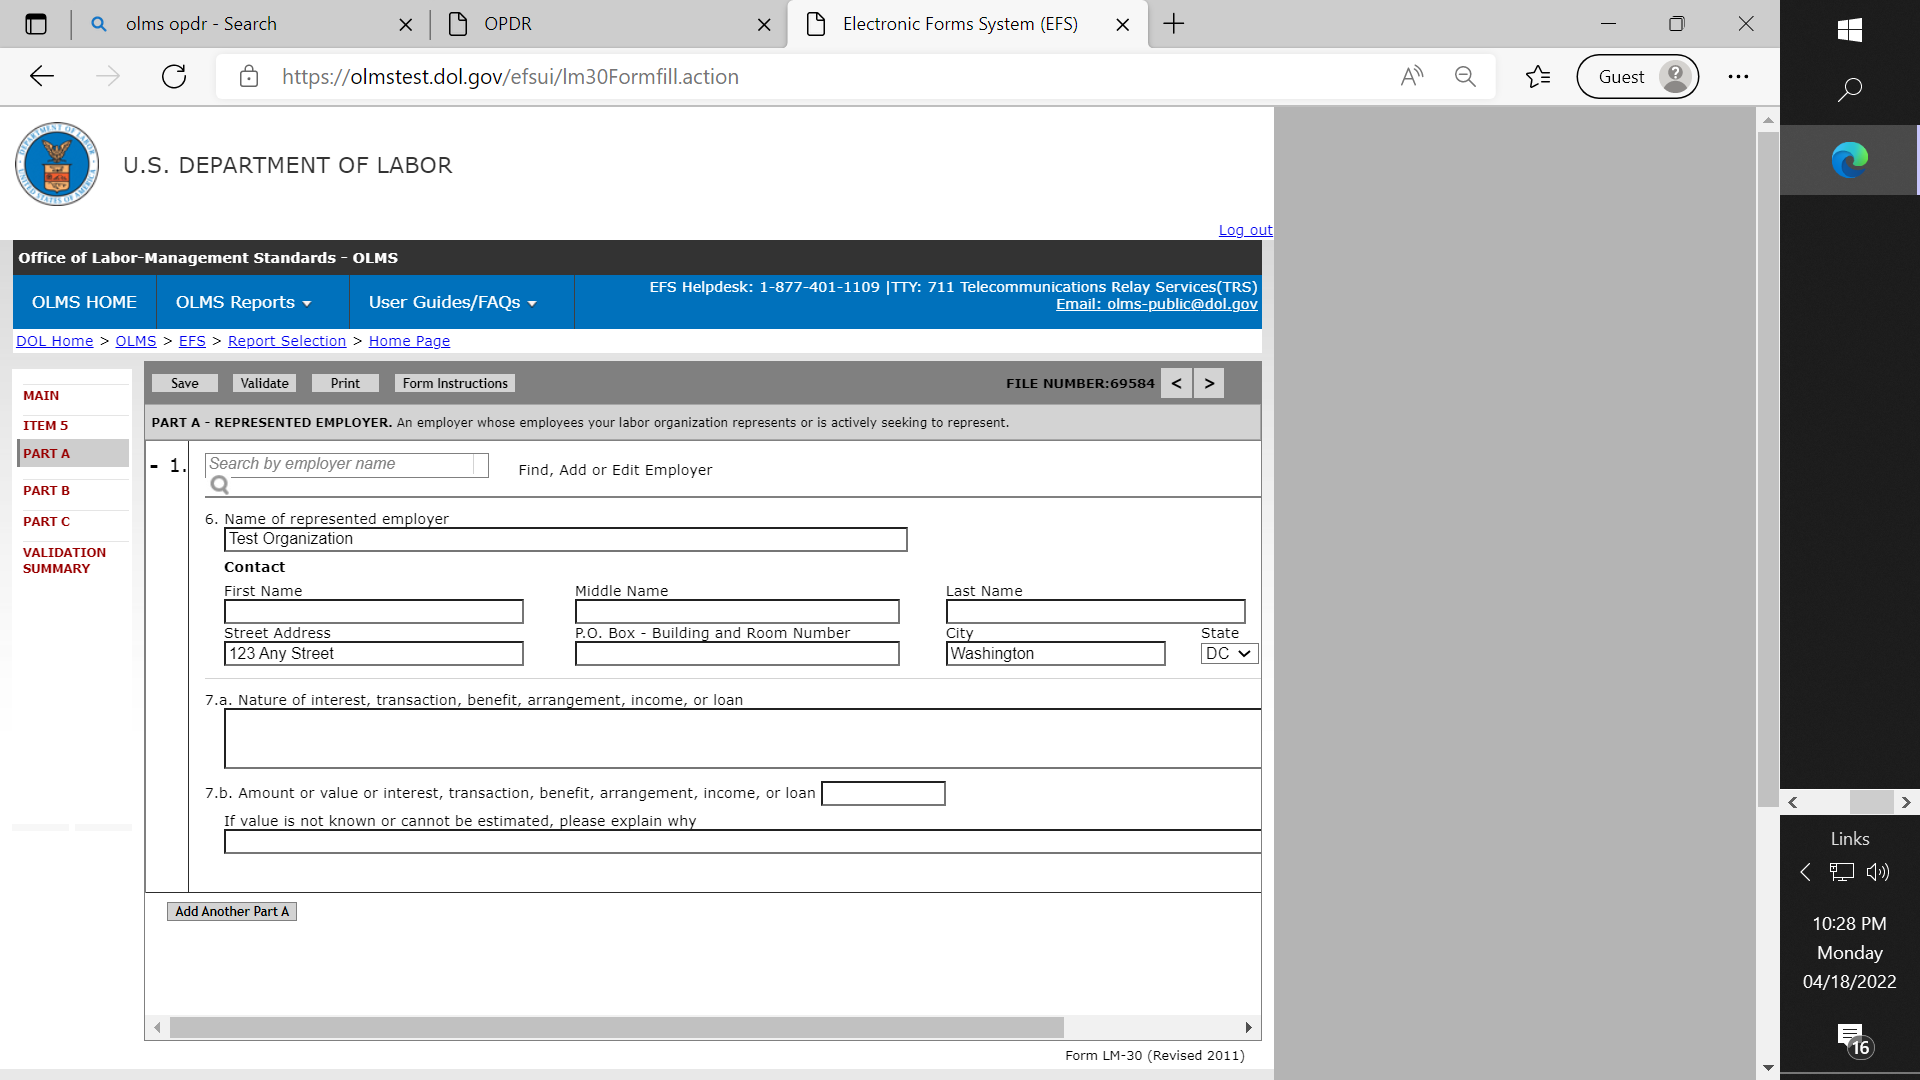 olms opdr - Search
OPDR
Electronic Forms System (EFS)
https://olmstest.dol.gov/efsui/lm30Formfill.action
Guest
U.S. DEPARTMENT OF LABOR
Log out
Office of Labor-Management Standards - OLMS
OLMS HOME
OLMS Reports
User Guides/FAQs
EFS Helpdesk: 1-877-401-1109 |TTY: 711 Telecommunications Relay Services(TRS)
Email: olms-public@dol.gov
DOL Home > OLMS > EFS > Report Selection > Home Page
MAIN
ITEM 5
PART A
PART B
PART C
VALIDATION
SUMMARY
Save
Validate
Print
Form Instructions
FILE NUMBER:69584
<
>
PART A - REPRESENTED EMPLOYER. An employer whose employees your labor organization represents or is actively seeking to represent.
- 1.
Search by employer name
Find, Add or Edit Employer
6. Name of represented employer
Test Organization
Contact
First Name
Middle Name
Last Name
Street Address
P.O. Box - Building and Room Number
City
State
123 Any Street
Washington
DC
7.a. Nature of interest, transaction, benefit, arrangement, income, or loan
7.b. Amount or value or interest, transaction, benefit, arrangement, income, or loan
If value is not known or cannot be estimated, please explain why
Add Another Part A
Form LM-30 (Revised 2011)
Links
10:28 PM
Monday
04/18/2022
16